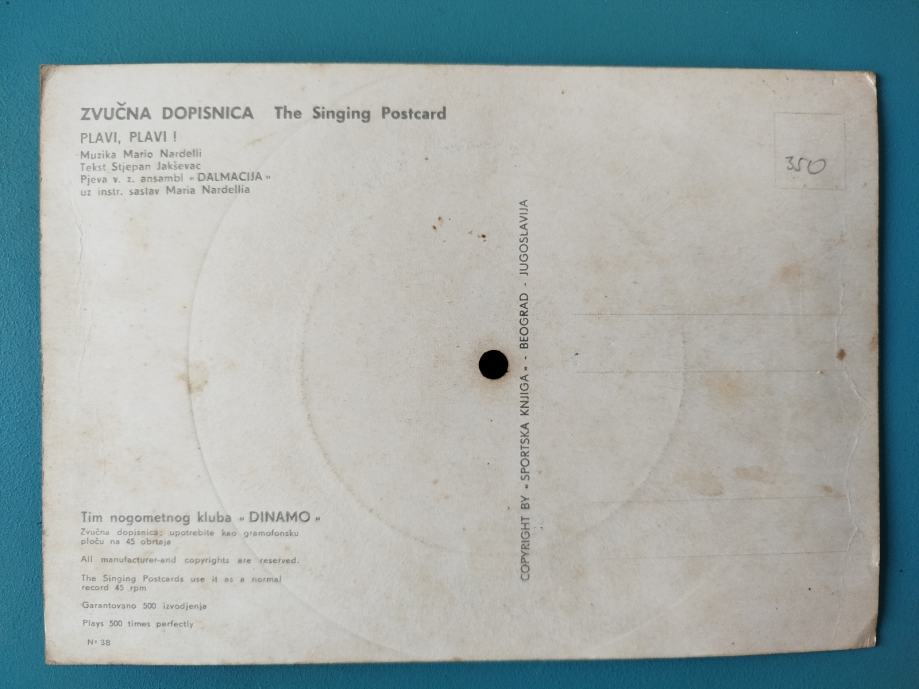 ZVUČNA DOPISNICA The Singing Postcard
PLAVI, PLAVI !
Muzika Mario Nardelli
Tekst Stjepan Jakševac
Pjeva v. z. ansambl «DALMACIJA»
uz instr. sastav Maria Nardellia
350
COPYRIGHT BY «SPORTSKA KNJIGA» - BEOGRAD - JUGOSLAVIJA
Tim nogometnog kluba «DINAMO»
Zvučna dopisnica: upotrebite kao gramofonsku
ploču na 45 obrtaja
All manufacturer-and copyrights are reserved.
The Singing Postcards use it as a normal
record 45 rpm
Garantovano 500 izvodjenja
Plays 500 times perfectly
N° 38